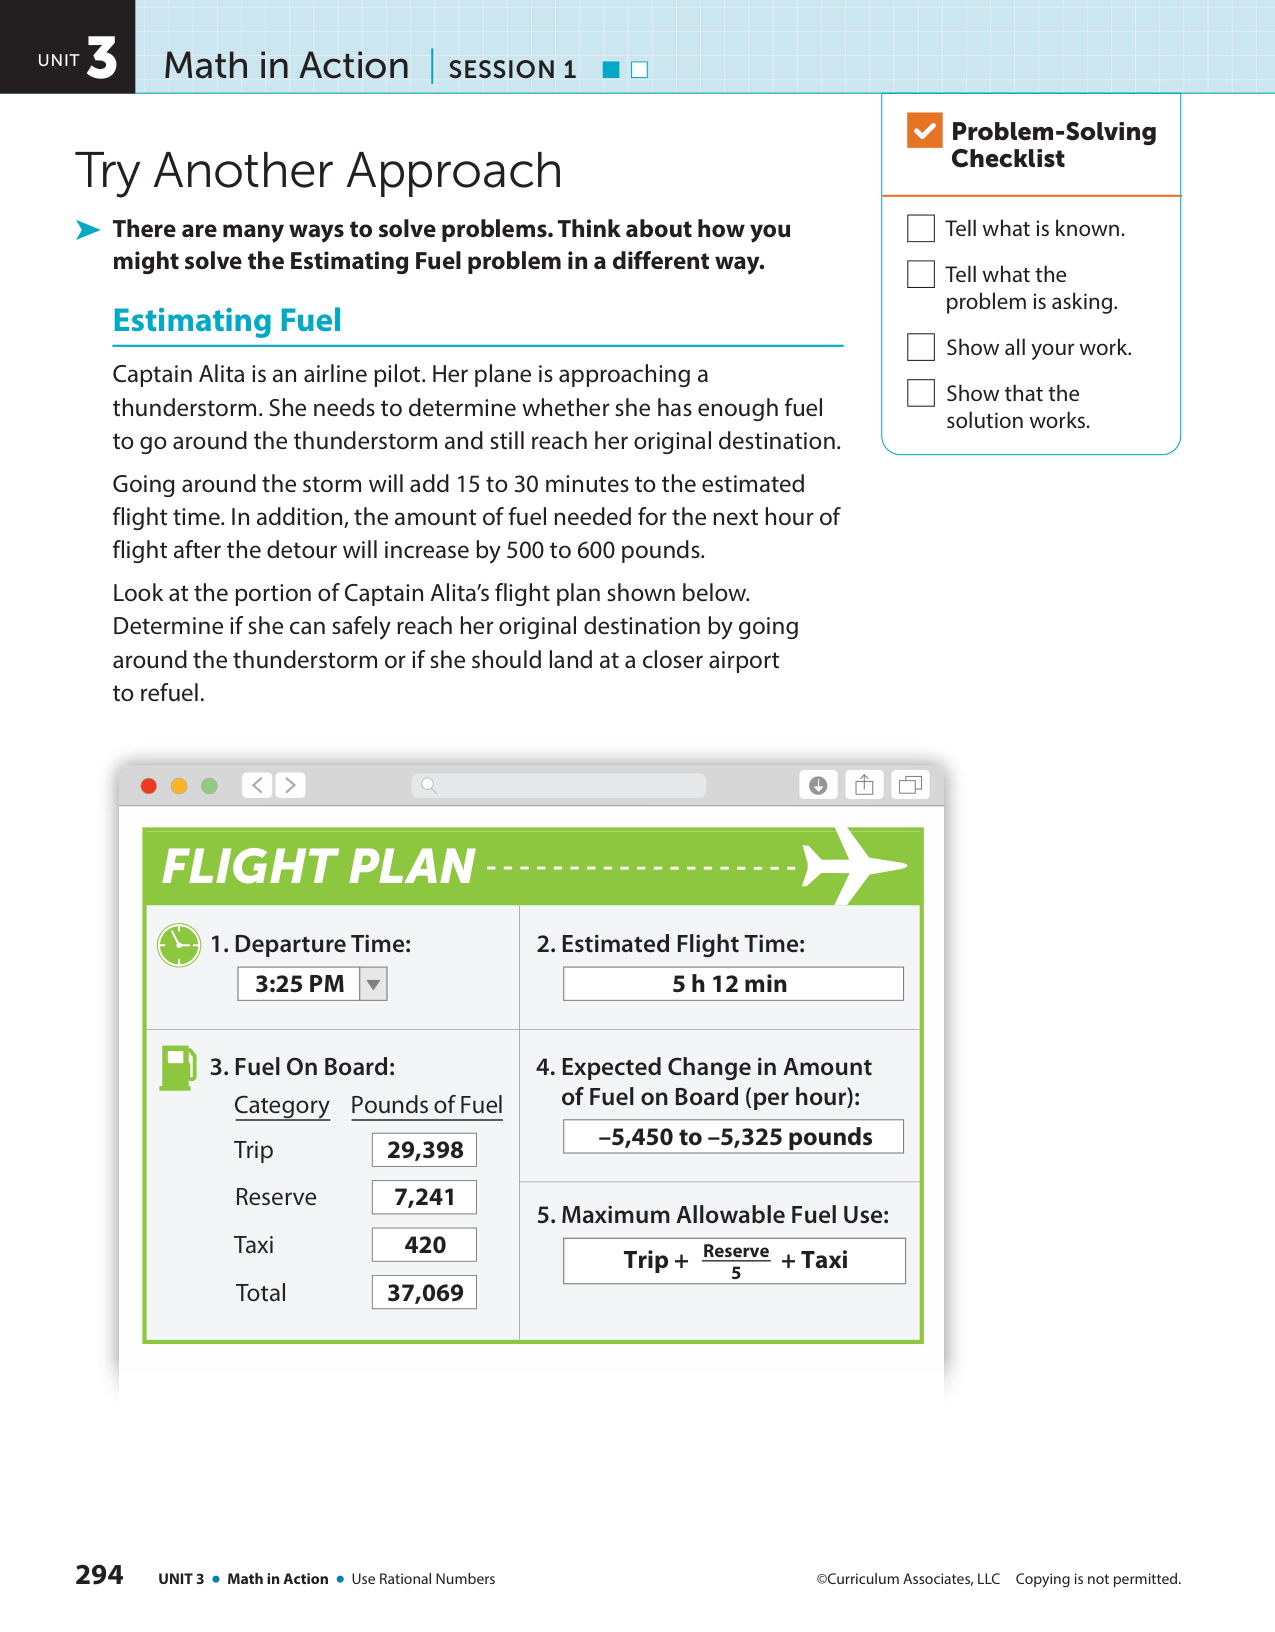 UNIT 3
Math in Action | SESSION 1
Problem-Solving
Checklist
Tell what is known.
Tell what the
problem is asking.
Show all your work.
Show that the
solution works.
Try Another Approach
There are many ways to solve problems. Think about how you
might solve the Estimating Fuel problem in a different way.
Estimating Fuel
Captain Alita is an airline pilot. Her plane is approaching a
thunderstorm. She needs to determine whether she has enough fuel
to go around the thunderstorm and still reach her original destination.
Going around the storm will add 15 to 30 minutes to the estimated
flight time. In addition, the amount of fuel needed for the next hour of
flight after the detour will increase by 500 to 600 pounds.
Look at the portion of Captain Alita’s flight plan shown below.
Determine if she can safely reach her original destination by going
around the thunderstorm or if she should land at a closer airport
to refuel.
FLIGHT PLAN
1. Departure Time:
3:25 PM
2. Estimated Flight Time:
5 h 12 min
3. Fuel On Board:
Category Pounds of Fuel
Trip 29,398
Reserve 7,241
Taxi 420
Total 37,069
4. Expected Change in Amount
of Fuel on Board (per hour):
–5,450 to –5,325 pounds
5. Maximum Allowable Fuel Use:
Trip + Reserve/5 + Taxi
294 UNIT 3 • Math in Action • Use Rational Numbers
©Curriculum Associates, LLC Copying is not permitted.